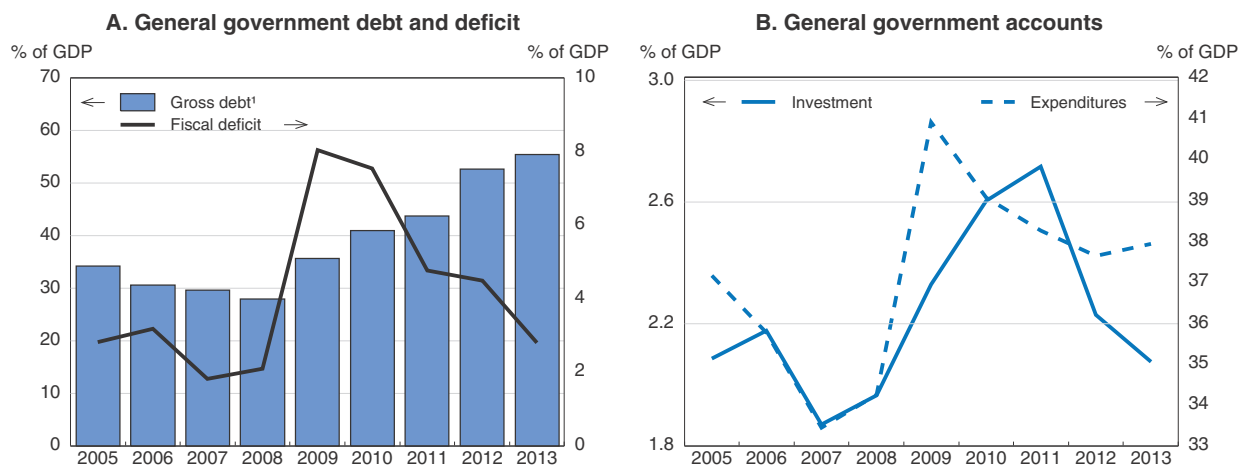 A. General government debt and deficit
% of GDP
% of GDP
70
60
50
40
30
20
10
0
10
8
6
4
2
0
← Gross debt¹
Fiscal deficit →
2005 2006 2007 2008 2009 2010 2011 2012 2013
B. General government accounts
% of GDP
% of GDP
3.0
2.6
2.2
1.8
42
41
40
39
38
37
36
35
34
33
← Investment
Expenditures →
2005 2006 2007 2008 2009 2010 2011 2012 2013